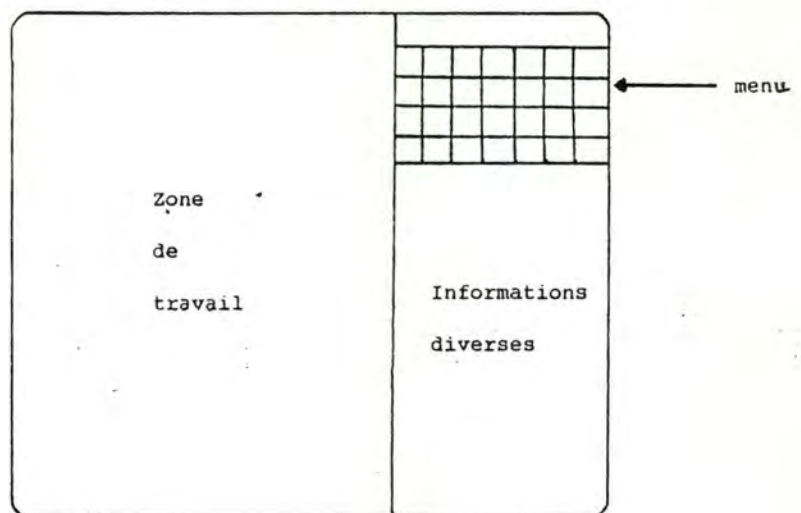 menu
Zone
de
travail
Informations
diverses